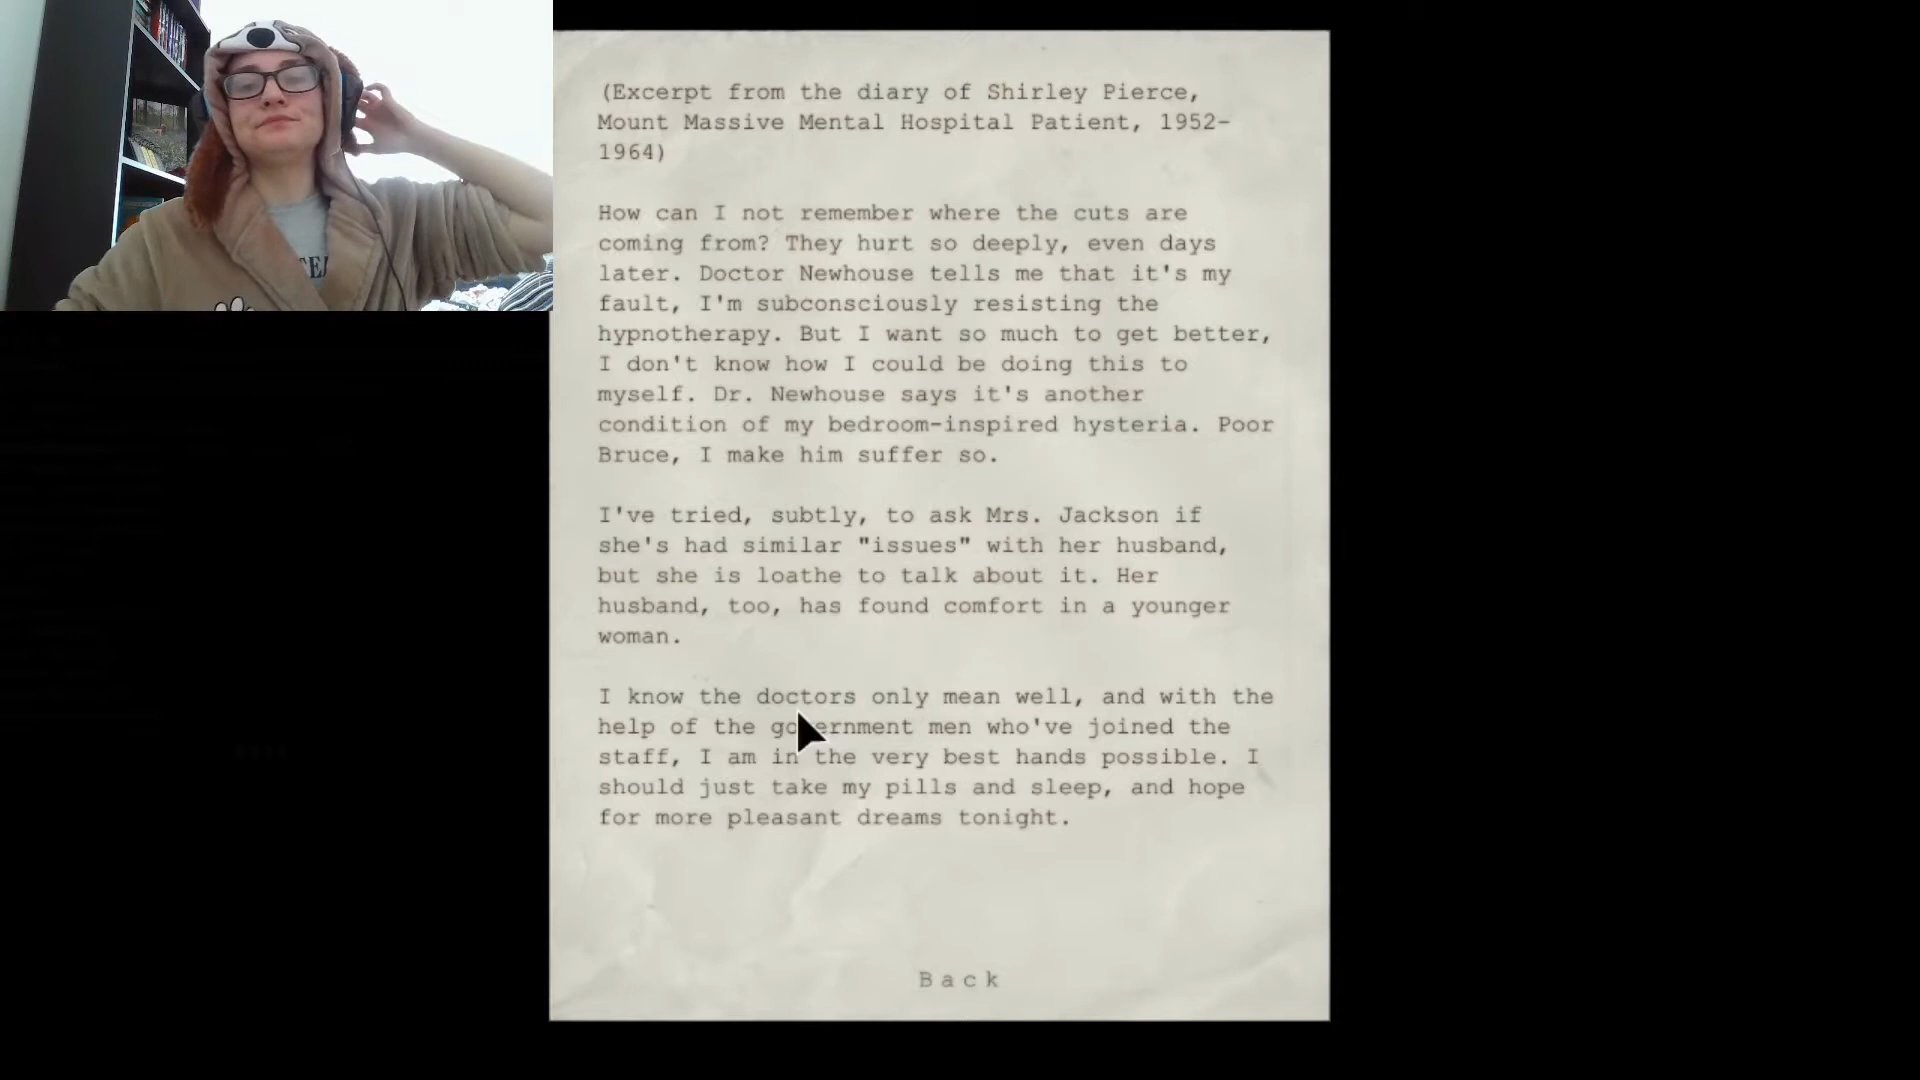 (Excerpt from the diary of Shirley Pierce,
Mount Massive Mental Hospital Patient, 1952-
1964)
How can I not remember where the cuts are
coming from? They hurt so deeply, even days
later. Doctor Newhouse tells me that it's my
fault, I'm subconsciously resisting the
hypnotherapy. But I want so much to get better,
I don't know how I could be doing this to
myself. Dr. Newhouse says it's another
condition of my bedroom-inspired hysteria. Poor
Bruce, I make him suffer so.
I've tried, subtly, to ask Mrs. Jackson if
she's had similar "issues" with her husband,
but she is loathe to talk about it. Her
husband, too, has found comfort in a younger
woman.
I know the doctors only mean well, and with the
help of the government men who've joined the
staff, I am in the very best hands possible. I
should just take my pills and sleep, and hope
for more pleasant dreams tonight.
Back